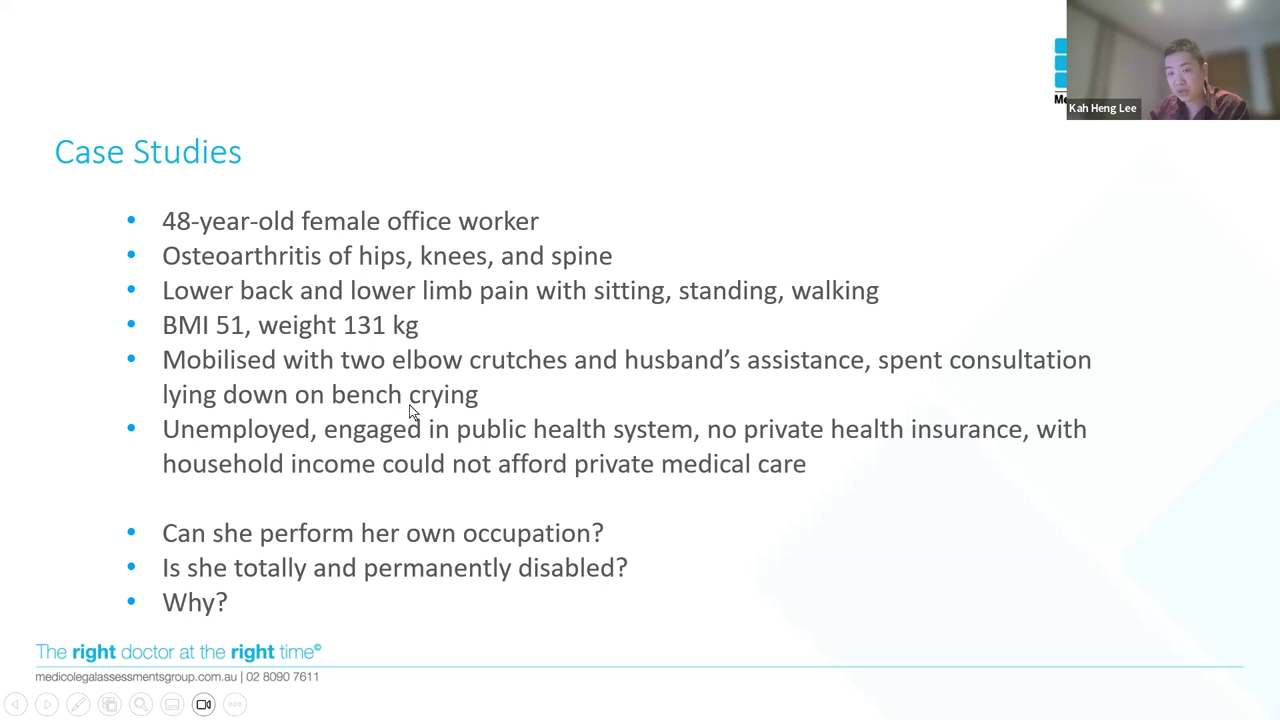 Me
Kah Heng Lee
Case Studies
• 48-year-old female office worker
• Osteoarthritis of hips, knees, and spine
• Lower back and lower limb pain with sitting, standing, walking
• BMI 51, weight 131 kg
• Mobilised with two elbow crutches and husband’s assistance, spent consultation
lying down on bench crying
• Unemployed, engaged in public health system, no private health insurance, with
household income could not afford private medical care
• Can she perform her own occupation?
• Is she totally and permanently disabled?
• Why?
The right doctor at the right time©
medicolegalassessmentsgroup.com.au | 02 8090 7611